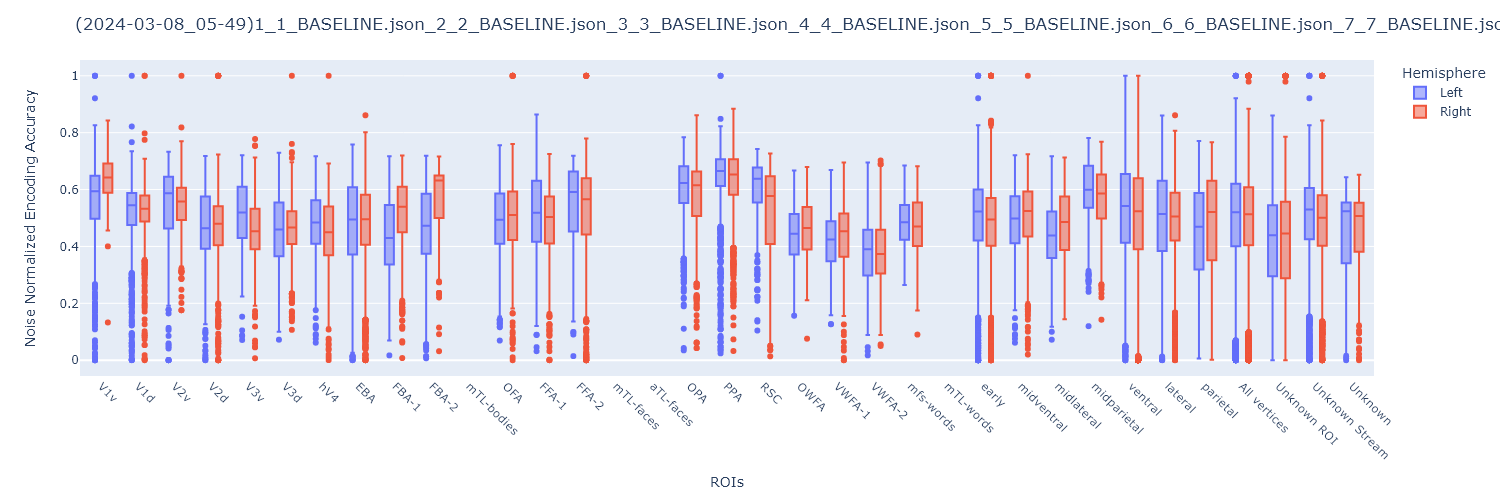 (2024-03-08_05-49)1_1_BASELINE.json_2_2_BASELINE.json_3_3_BASELINE.json_4_4_BASELINE.json_5_5_BASELINE.json_6_6_BASELINE.json_7_7_BASELINE.jso
Hemisphere
Left
Right
Noise Normalized Encoding Accuracy
1
0.8
0.6
0.4
0.2
0
V1v
V1d
V2v
V2d
V3v
V3d
hV4
EBA
FBA-1
FBA-2
mTL-bodies
OFA
FFA-1
FFA-2
mTL-faces
aTL-faces
OPA
PPA
RSC
OWFA
VWFA-1
VWFA-2
mfs-words
mTL-words
early
midventral
midlateral
midparietal
ventral
lateral
parietal
All vertices
Unknown ROI
Unknown Stream
Unknown
ROIs